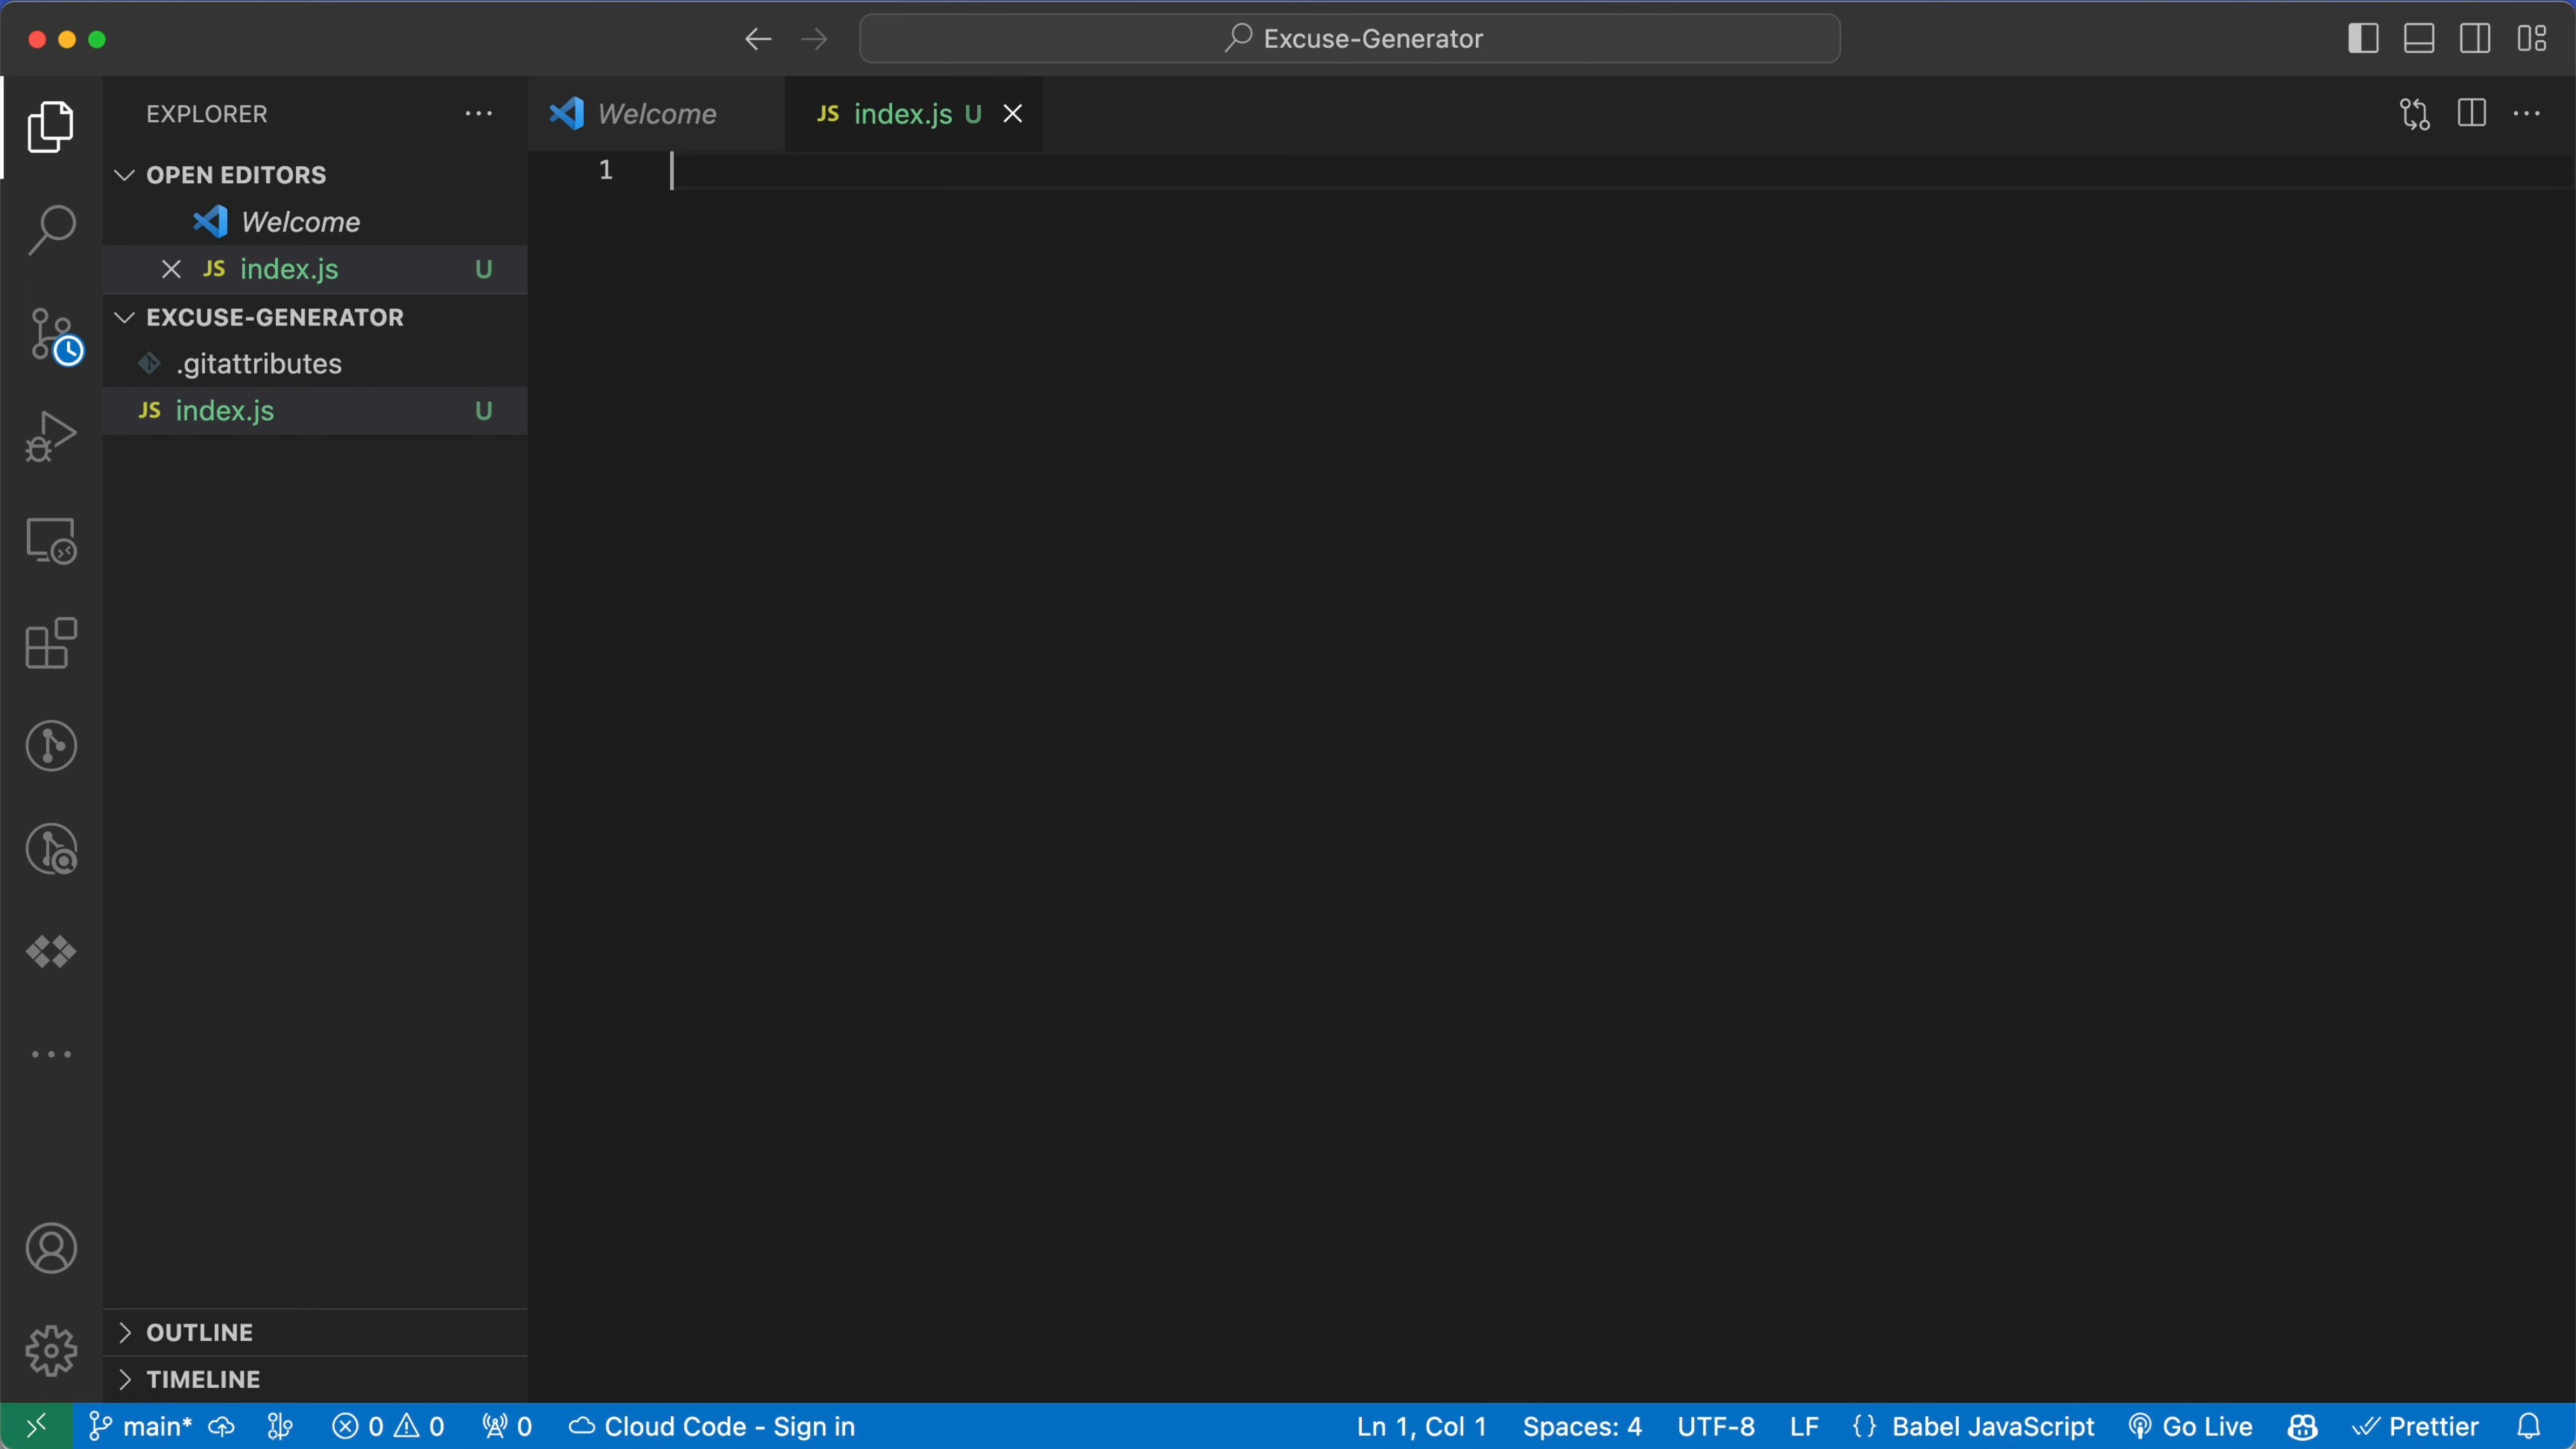 Excuse-Generator
EXPLORER
Welcome
JS index.js U
OPEN EDITORS
Welcome
JS index.js U
EXCUSE-GENERATOR
.gitattributes
JS index.js U
1
OUTLINE
TIMELINE
main* 0 0 0 Cloud Code - Sign in Ln 1, Col 1 Spaces: 4 UTF-8 LF {} Babel JavaScript Go Live Prettier